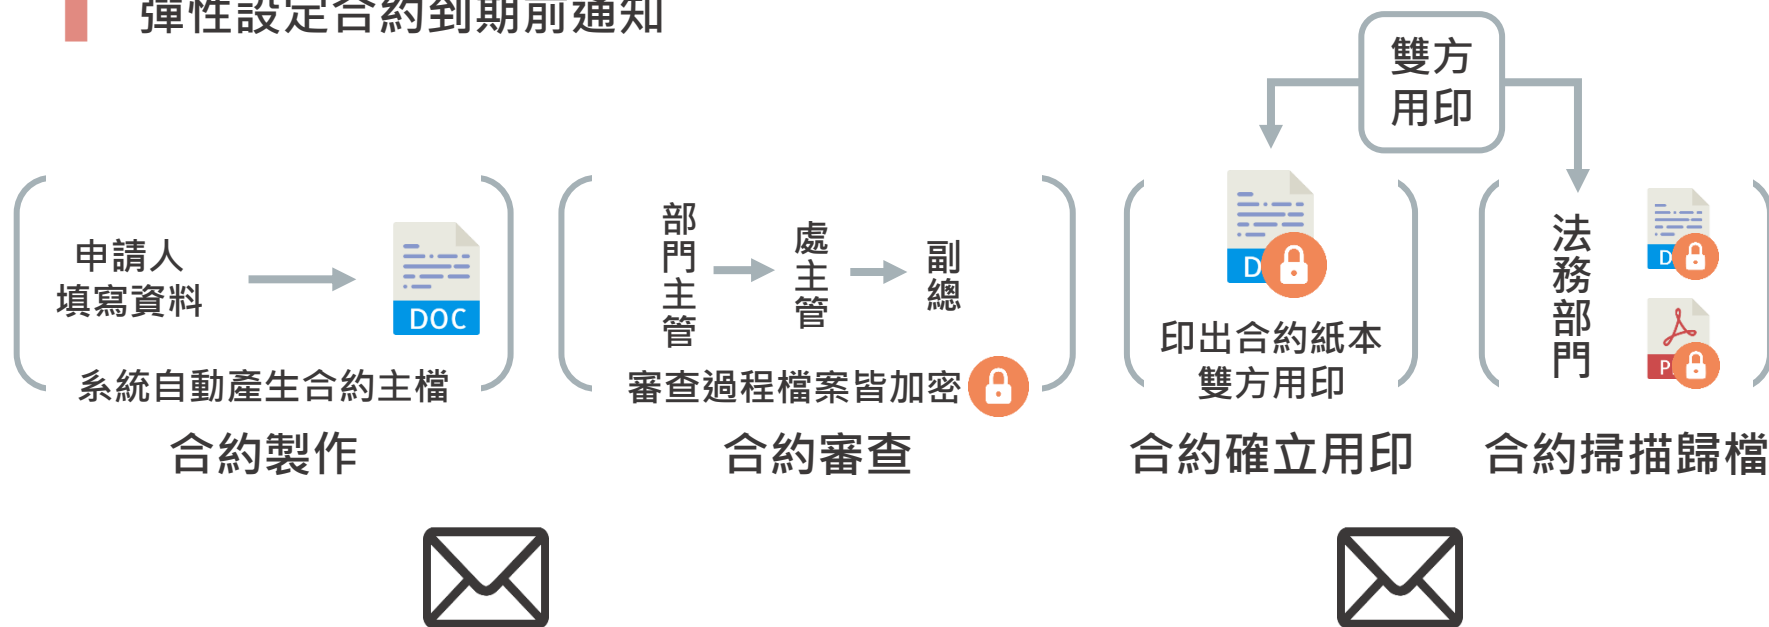 彈性設定合約到期前通知
雙方
用印
申請人
填寫資料
DOC
系統自動產生合約主檔
合約製作
部門主管
處主管
副總
審查過程檔案皆加密
合約審查
D
印出合約紙本
雙方用印
合約確立用印
法務部門
D
P
合約掃描歸檔